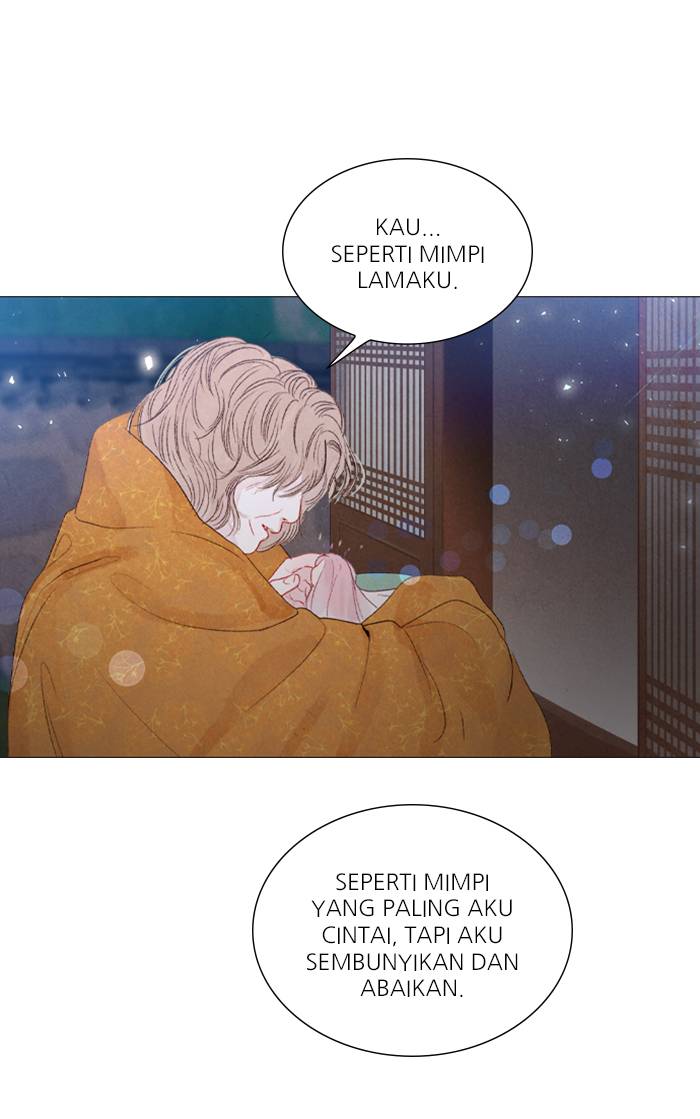 KAU...
SEPERTI MIMPI
LAMAKU.
SEPERTI MIMPI
YANG PALING AKU
CINTAI, TAPI AKU
SEMBUNYIKAN DAN
ABAIKAN.